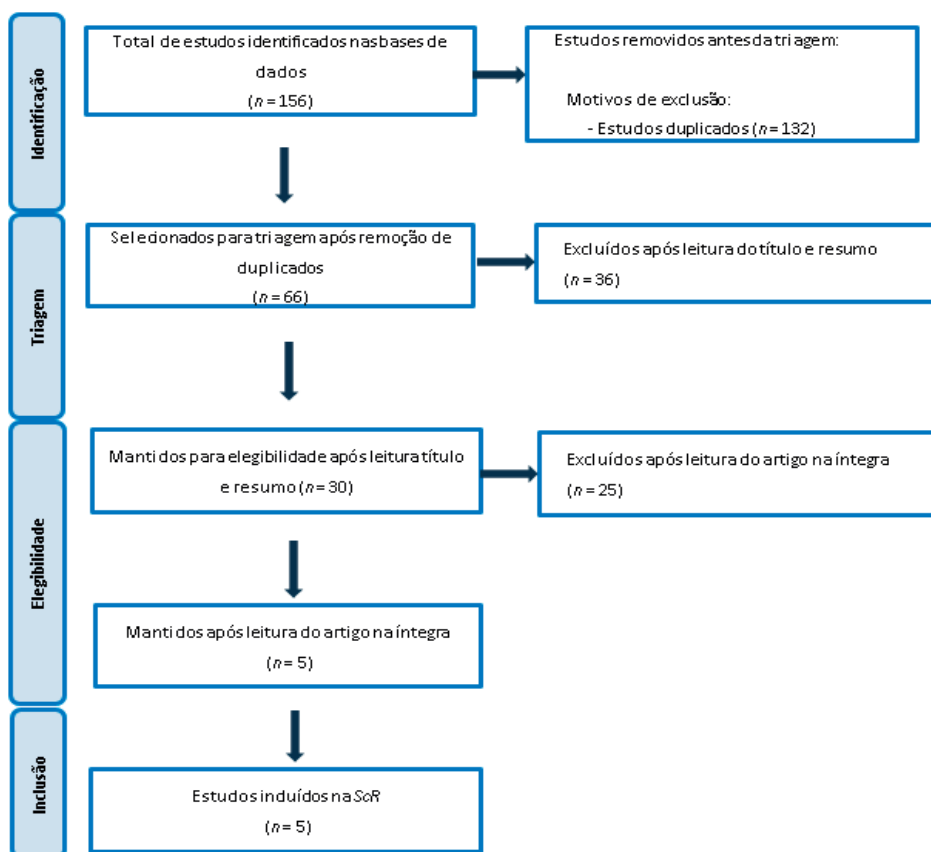 Identificação
Total de estudos identificados nas bases de
dados
(n = 156)
Estudos removidos antes da triagem:
Motivos de exclusão:
- Estudos duplicados (n = 132)
Triagem
Selecionados para triagem após remoção de
duplicados
(n = 66)
Excluídos após leitura do título e resumo
(n = 36)
Elegibilidade
Mantidos para elegibilidade após leitura título
e resumo (n = 30)
Excluídos após leitura do artigo na íntegra
(n = 25)
Mantidos após leitura do artigo na íntegra
(n = 5)
Inclusão
Estudos induídos na ScR
(n = 5)